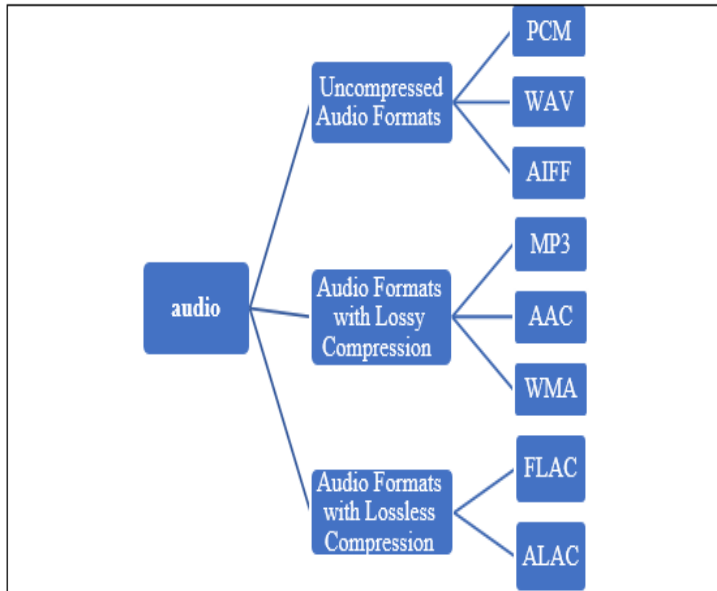 audio
Uncompressed
Audio Formats
PCM
WAV
AIFF
Audio Formats
with Lossy
Compression
MP3
AAC
WMA
Audio Formats
with Lossless
Compression
FLAC
ALAC